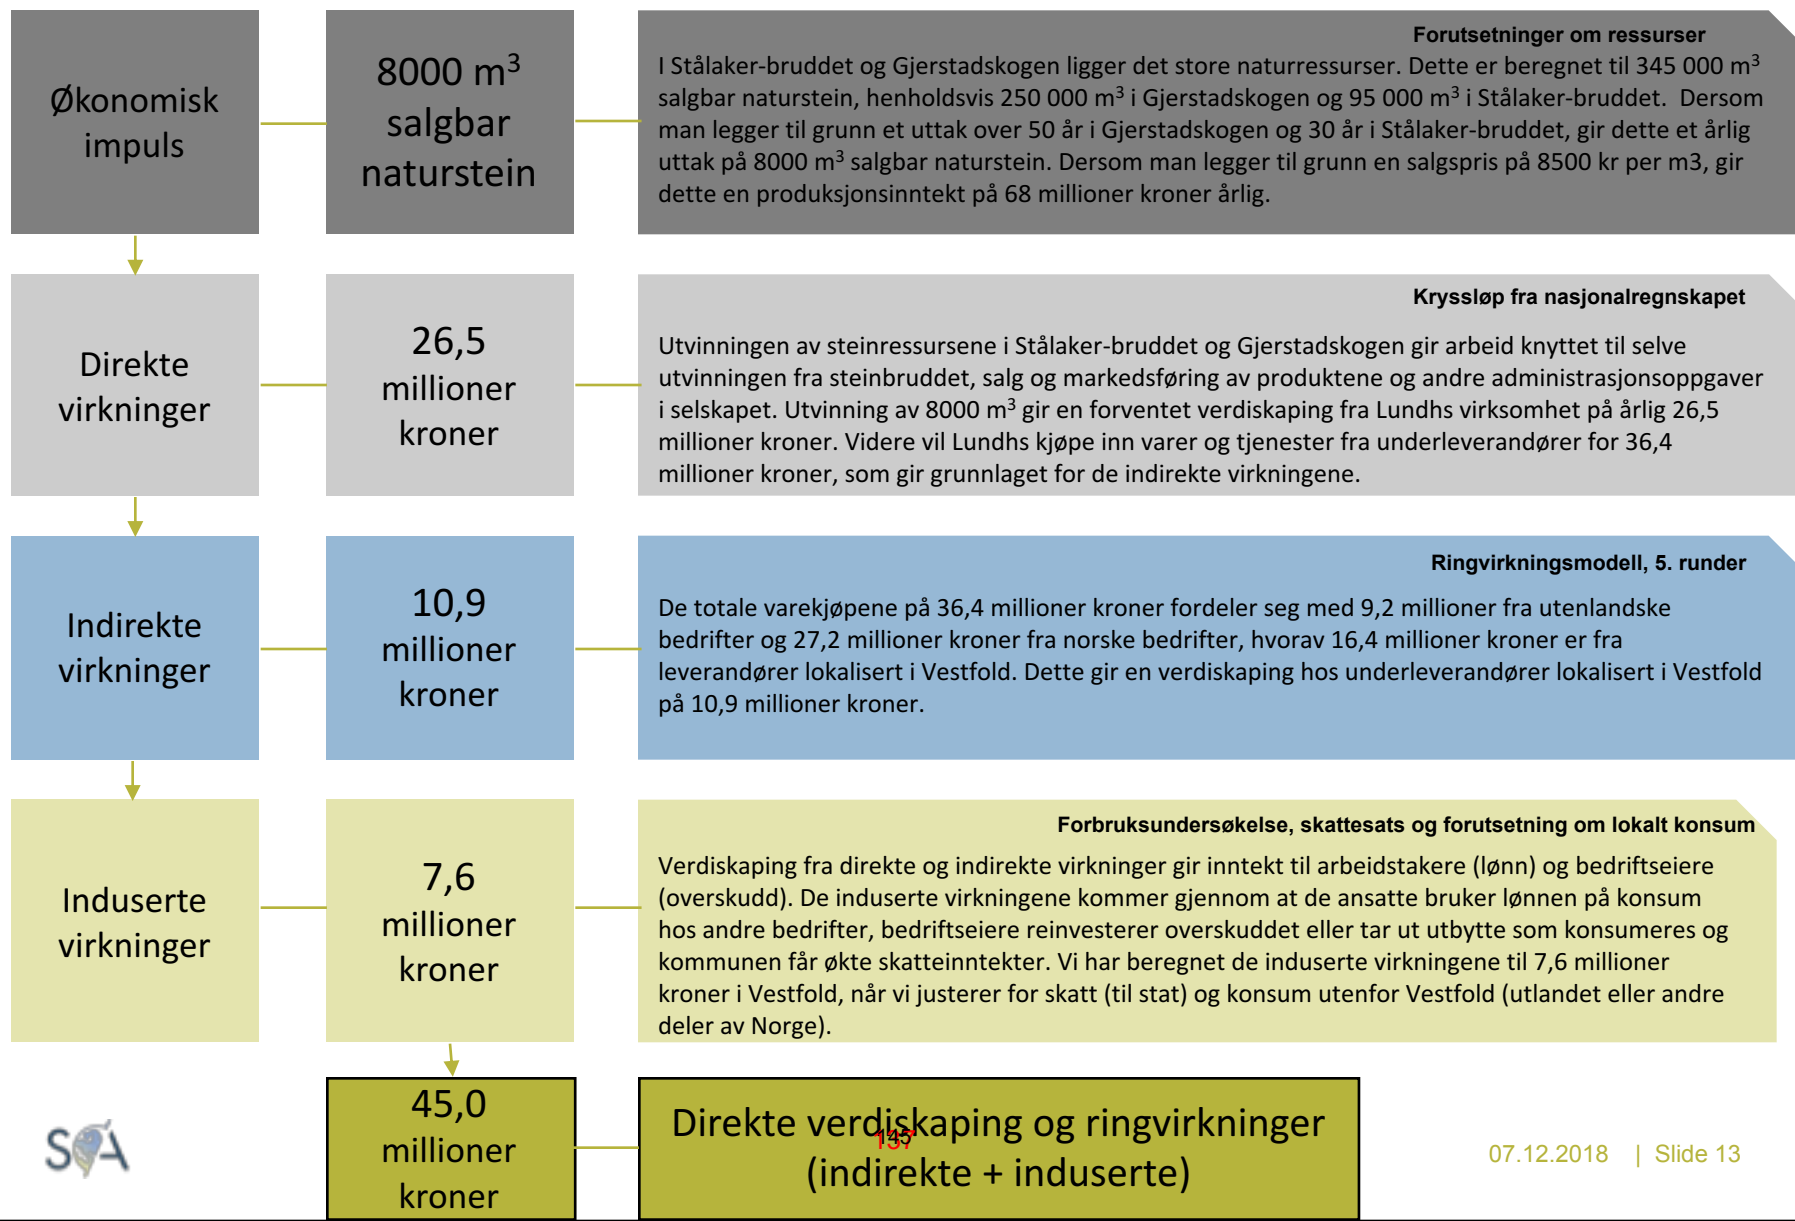 Økonomisk
impuls
8000 m³
salgbar
naturstein
Forutsetninger om ressurser
I Stålaker-bruddet og Gjerstadskogen ligger det store naturressurser. Dette er beregnet til 345 000 m³
salgbar naturstein, henholdsvis 250 000 m³ i Gjerstadskogen og 95 000 m³ i Stålaker-bruddet.  Dersom
man legger til grunn et uttak over 50 år i Gjerstadskogen og 30 år i Stålaker-bruddet, gir dette et årlig
uttak på 8000 m³ salgbar naturstein. Dersom man legger til grunn en salgspris på 8500 kr per m3, gir
dette en produksjonsinntekt på 68 millioner kroner årlig.
Direkte
virkninger
26,5
millioner
kroner
Kryssløp fra nasjonalregnskapet
Utvinningen av steinressursene i Stålaker-bruddet og Gjerstadskogen gir arbeid knyttet til selve
utvinningen fra steinbruddet, salg og markedsføring av produktene og andre administrasjonsoppgaver
i selskapet. Utvinning av 8000 m³ gir en forventet verdiskaping fra Lundhs virksomhet på årlig 26,5
millioner kroner. Videre vil Lundhs kjøpe inn varer og tjenester fra underleverandører for 36,4
millioner kroner, som gir grunnlaget for de indirekte virkningene.
Indirekte
virkninger
10,9
millioner
kroner
Ringvirkningsmodell, 5. runder
De totale varekjøpene på 36,4 millioner kroner fordeler seg med 9,2 millioner fra utenlandske
bedrifter og 27,2 millioner kroner fra norske bedrifter, hvorav 16,4 millioner kroner er fra
leverandører lokalisert i Vestfold. Dette gir en verdiskaping hos underleverandører lokalisert i Vestfold
på 10,9 millioner kroner.
Induserte
virkninger
7,6
millioner
kroner
Forbruksundersøkelse, skattesats og forutsetning om lokalt konsum
Verdiskaping fra direkte og indirekte virkninger gir inntekt til arbeidstakere (lønn) og bedriftseiere
(overskudd). De induserte virkningene kommer gjennom at de ansatte bruker lønnen på konsum
hos andre bedrifter, bedriftseiere reinvesterer overskuddet eller tar ut utbytte som konsumeres og
kommunen får økte skatteinntekter. Vi har beregnet de induserte virkningene til 7,6 millioner
kroner i Vestfold, når vi justerer for skatt (til stat) og konsum utenfor Vestfold (utlandet eller andre
deler av Norge).
45,0
millioner
kroner
Direkte verdiskaping og ringvirkninger
(indirekte + induserte)
145
137
SØA
07.12.2018 | Slide 13